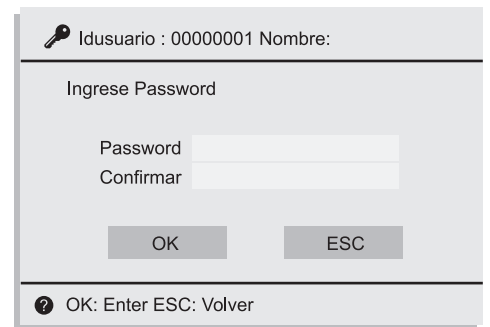 Idusuario : 00000001 Nombre:
Ingrese Password
Password
Confirmar
OK ESC
? OK: Enter ESC: Volver